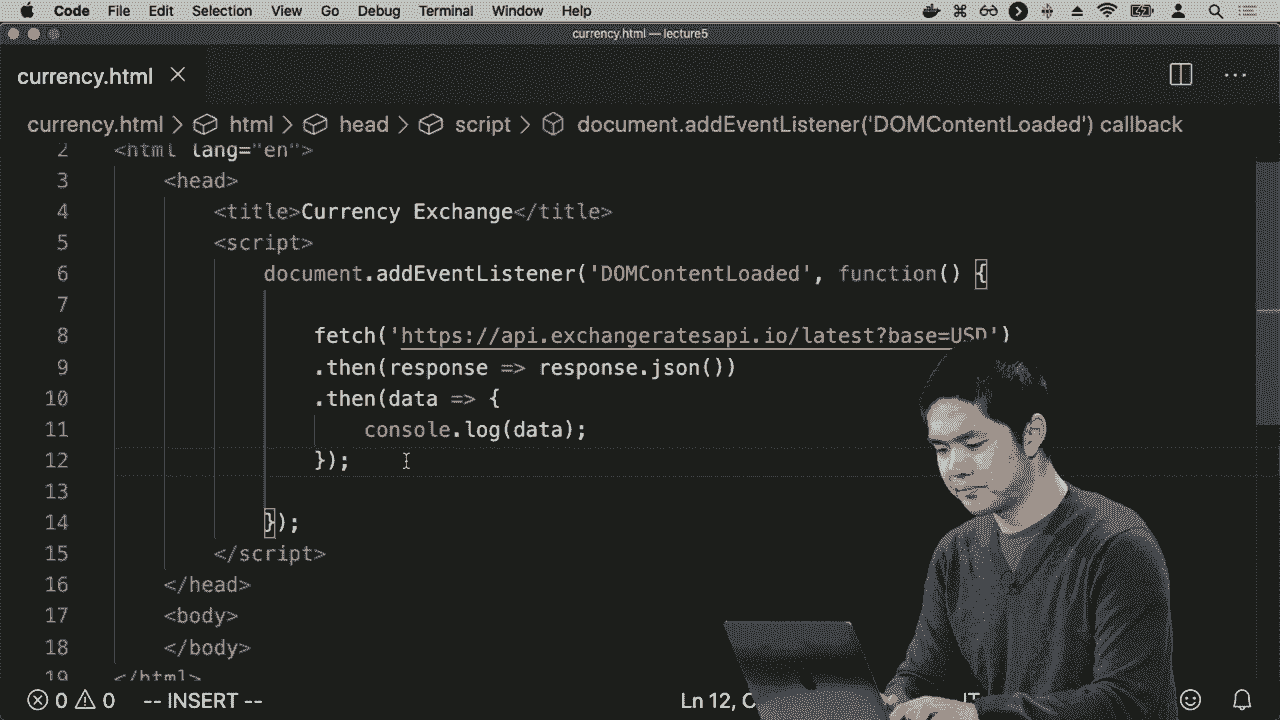 Code File Edit Selection View Go Debug Terminal Window Help
currency.html — lecture5
currency.html
currency.html > html > head > script > document.addEventListener('DOMContentLoaded') callback
2 <html lang="en">
3 <head>
4 <title>Currency Exchange</title>
5 <script>
6 document.addEventListener('DOMContentLoaded', function() {
7
8 fetch('https://api.exchangeratesapi.io/latest?base=USD')
9 .then(response => response.json())
10 .then(data => {
11 console.log(data);
12 });
13
14 });
15 </script>
16 </head>
17 <body>
18 </body>
19 </html>
0 0 -- INSERT -- Ln 12,